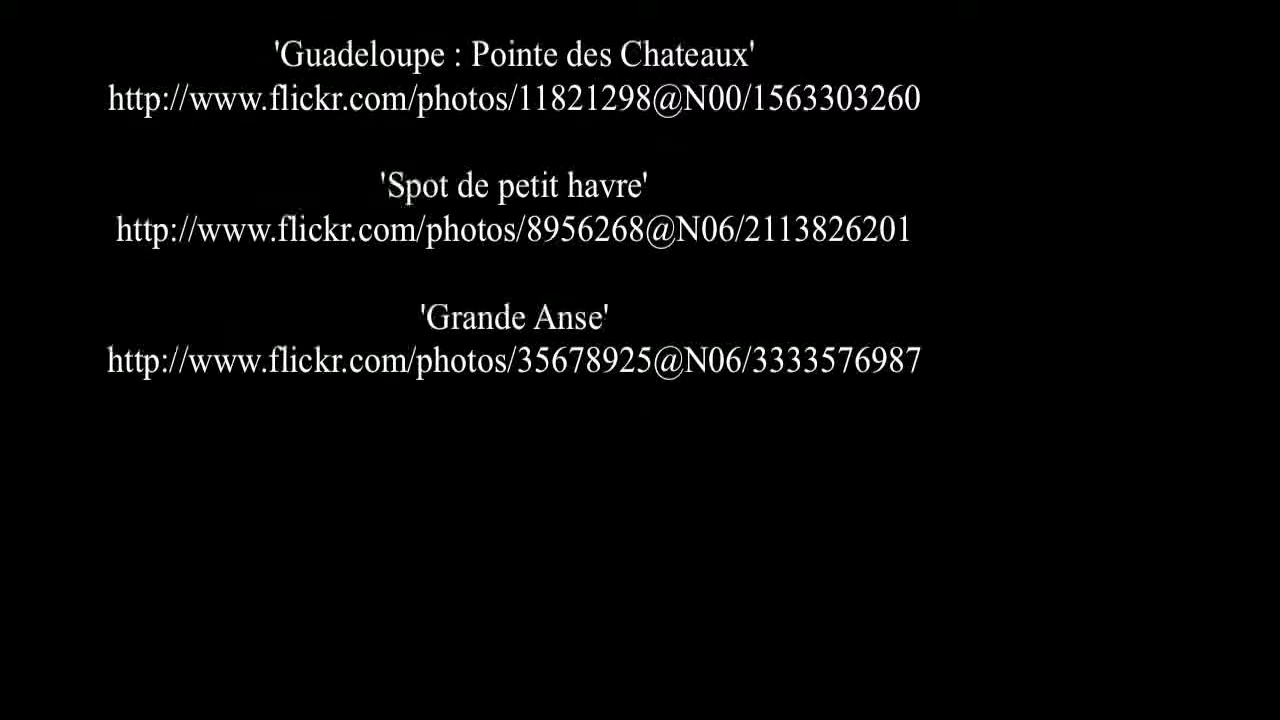 'Guadeloupe : Pointe des Chateaux'
http://www.flickr.com/photos/11821298@N00/1563303260
'Spot de petit havre'
http://www.flickr.com/photos/8956268@N06/2113826201
'Grande Anse'
http://www.flickr.com/photos/35678925@N06/3333576987